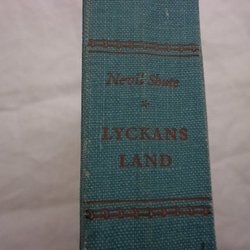 Nevil Shute
*
LYCKANS
LAND